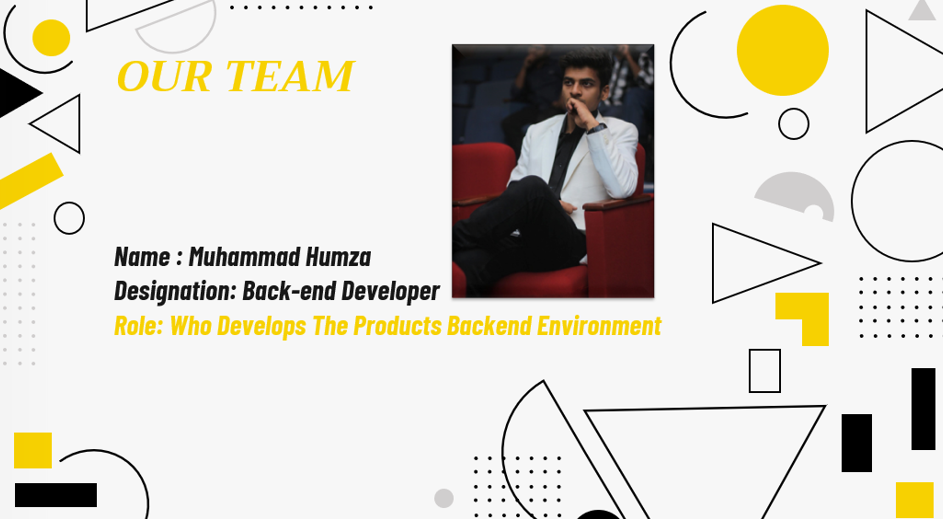 OUR TEAM
Name : Muhammad Humza
Designation: Back-end Developer
Role: Who Develops The Products Backend Environment